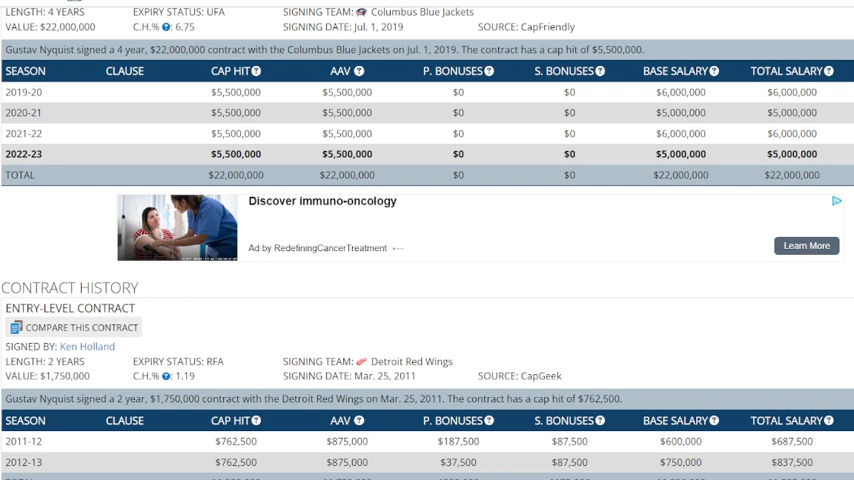 LENGTH: 4 YEARS EXPIRY STATUS: UFA SIGNING TEAM: Columbus Blue Jackets
VALUE: $22,000,000 C.H.% : 6.75 SIGNING DATE: Jul. 1, 2019 SOURCE: CapFriendly
Gustav Nyquist signed a 4 year, $22,000,000 contract with the Columbus Blue Jackets on Jul. 1, 2019. The contract has a cap hit of $5,500,000.
SEASON CLAUSE CAP HIT AAV P. BONUSES S. BONUSES BASE SALARY TOTAL SALARY
2019-20 $5,500,000 $5,500,000 $0 $0 $6,000,000 $6,000,000
2020-21 $5,500,000 $5,500,000 $0 $0 $5,000,000 $5,000,000
2021-22 $5,500,000 $5,500,000 $0 $0 $6,000,000 $6,000,000
2022-23 $5,500,000 $5,500,000 $0 $0 $5,000,000 $5,000,000
TOTAL $22,000,000 $22,000,000 $0 $0 $22,000,000 $22,000,000
Discover immuno-oncology
Ad by RedefiningCancerTreatment
Learn More
CONTRACT HISTORY
ENTRY-LEVEL CONTRACT
COMPARE THIS CONTRACT
SIGNED BY: Ken Holland
LENGTH: 2 YEARS EXPIRY STATUS: RFA SIGNING TEAM: Detroit Red Wings
VALUE: $1,750,000 C.H.% : 1.19 SIGNING DATE: Mar. 25, 2011 SOURCE: CapGeek
Gustav Nyquist signed a 2 year, $1,750,000 contract with the Detroit Red Wings on Mar. 25, 2011. The contract has a cap hit of $762,500.
SEASON CLAUSE CAP HIT AAV P. BONUSES S. BONUSES BASE SALARY TOTAL SALARY
2011-12 $762,500 $875,000 $187,500 $87,500 $600,000 $687,500
2012-13 $762,500 $875,000 $37,500 $87,500 $750,000 $837,500